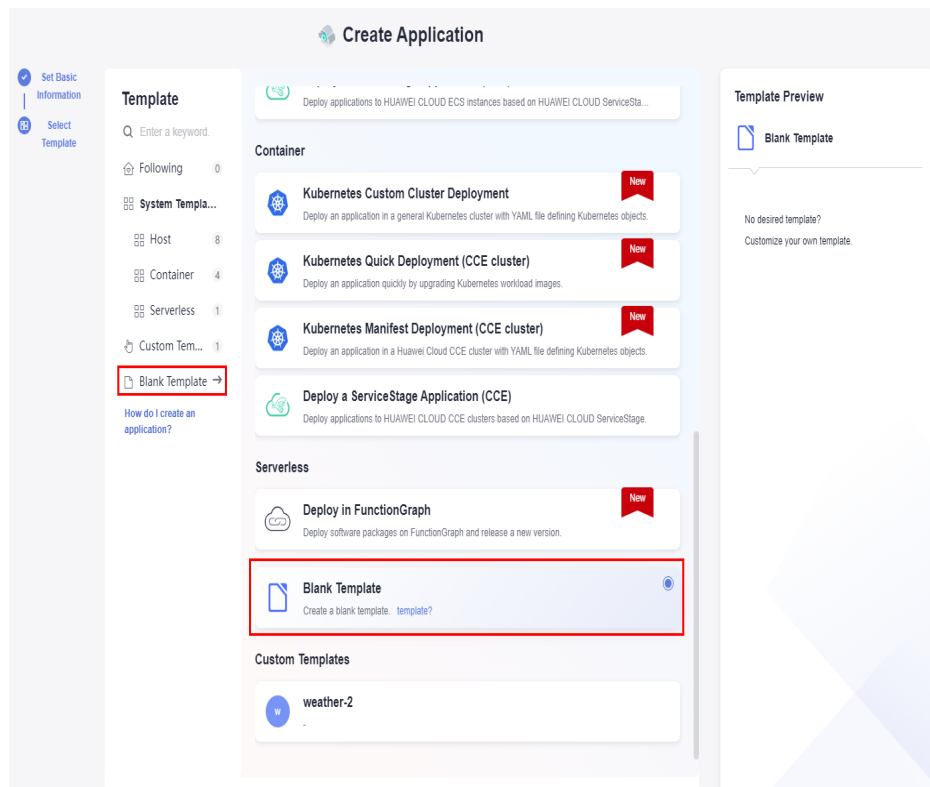 Create Application
Set Basic
Information
Select
Template
Template
Enter a keyword.
Following 0
System Templa...
Host 8
Container 4
Serverless 1
Custom Tem... 1
Blank Template
How do I create an
application?
Deploy applications to HUAWEI CLOUD ECS instances based on HUAWEI CLOUD ServiceSta...
Container
Kubernetes Custom Cluster Deployment
New
Deploy an application in a general Kubernetes cluster with YAML file defining Kubernetes objects.
Kubernetes Quick Deployment (CCE cluster)
New
Deploy an application quickly by upgrading Kubernetes workload images.
Kubernetes Manifest Deployment (CCE cluster)
New
Deploy an application in a Huawei Cloud CCE cluster with YAML file defining Kubernetes objects.
Deploy a ServiceStage Application (CCE)
Deploy applications to HUAWEI CLOUD CCE clusters based on HUAWEI CLOUD ServiceStage.
Serverless
Deploy in FunctionGraph
New
Deploy software packages on FunctionGraph and release a new version.
Blank Template
Create a blank template. template?
Custom Templates
w
weather-2
-
Template Preview
Blank Template
No desired template?
Customize your own template.